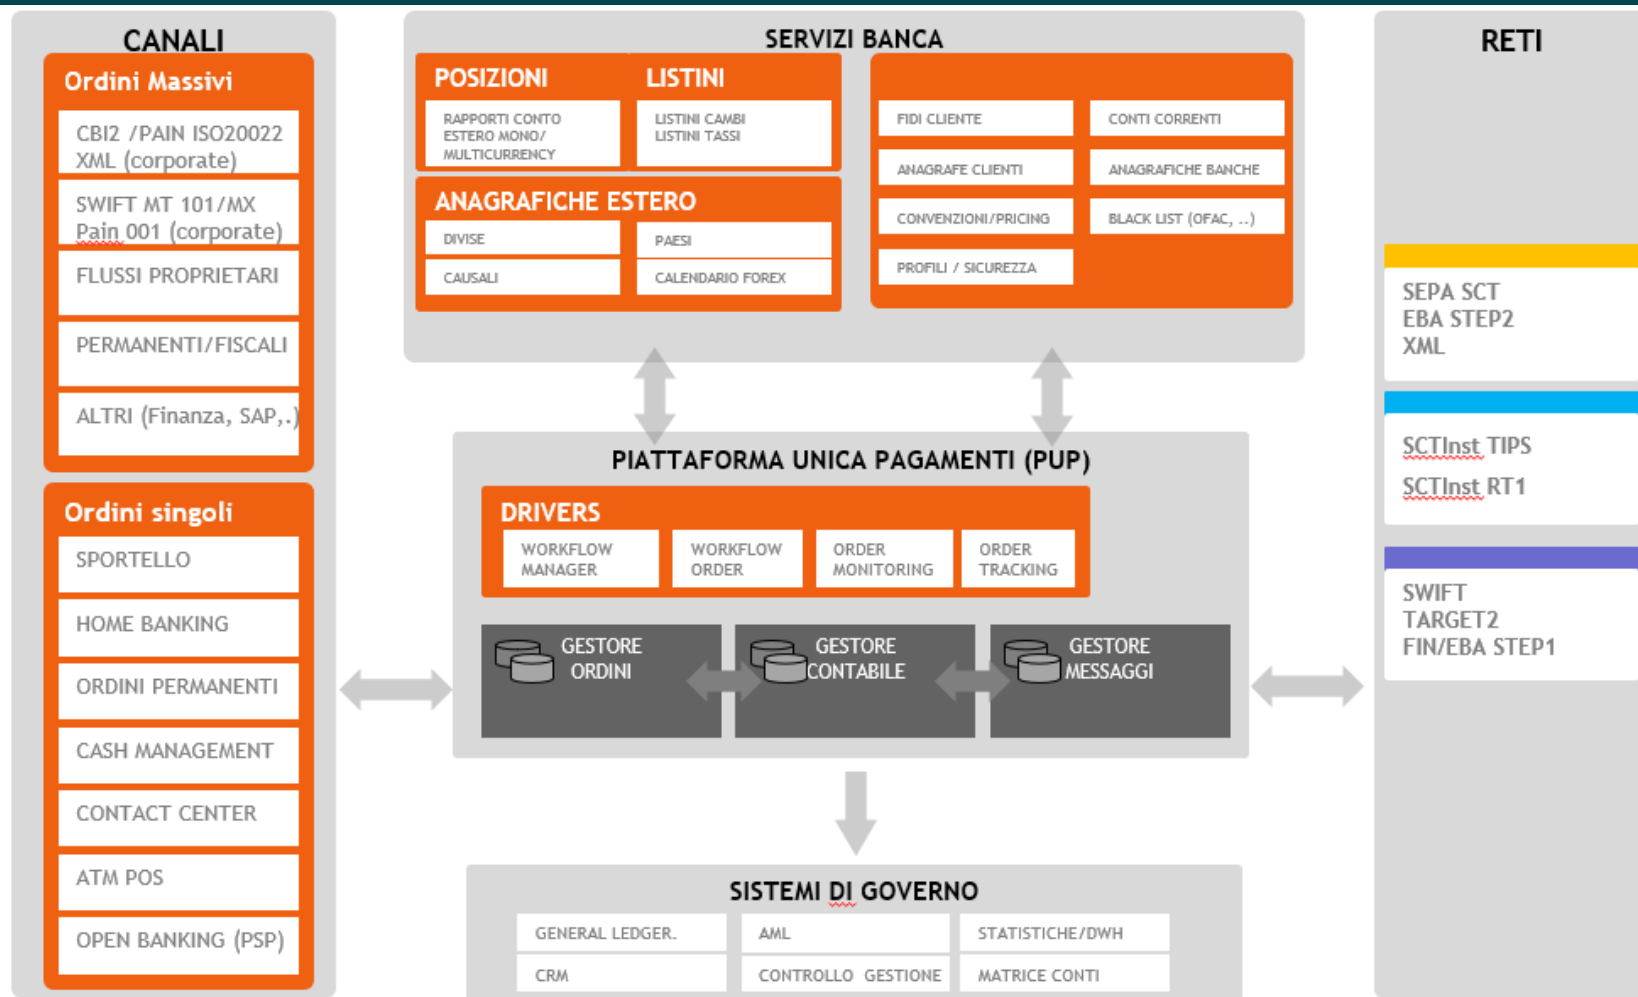 CANALI
Ordini Massivi
CBI2 /PAIN ISO20022
XML (corporate)
SWIFT MT 101/MX
Pain 001 (corporate)
FLUSSI PROPRIETARI
PERMANENTI/FISCALI
ALTRI (Finanza, SAP,.)
Ordini singoli
SPORTELLO
HOME BANKING
ORDINI PERMANENTI
CASH MANAGEMENT
CONTACT CENTER
ATM POS
OPEN BANKING (PSP)
SERVIZI BANCA
POSIZIONI
RAPPORTI CONTO
ESTERO MONO/
MULTICURRENCY
LISTINI
LISTINI CAMBI
LISTINI TASSI
ANAGRAFICHE ESTERO
DIVISE
PAESI
CAUSALI
CALENDARIO FOREX
FIDI CLIENTE
CONTI CORRENTI
ANAGRAFE CLIENTI
ANAGRAFICHE BANCHE
CONVENZIONI/PRICING
BLACK LIST (OFAC, ..)
PROFILI / SICUREZZA
PIATTAFORMA UNICA PAGAMENTI (PUP)
DRIVERS
WORKFLOW
MANAGER
WORKFLOW
ORDER
ORDER
MONITORING
ORDER
TRACKING
GESTORE
ORDINI
GESTORE
CONTABILE
GESTORE
MESSAGGI
SISTEMI DI GOVERNO
GENERAL LEDGER.
AML
STATISTICHE/DWH
CRM
CONTROLLO GESTIONE
MATRICE CONTI
RETI
SEPA SCT
EBA STEP2
XML
SCTInst TIPS
SCTInst RT1
SWIFT
TARGET2
FIN/EBA STEP1